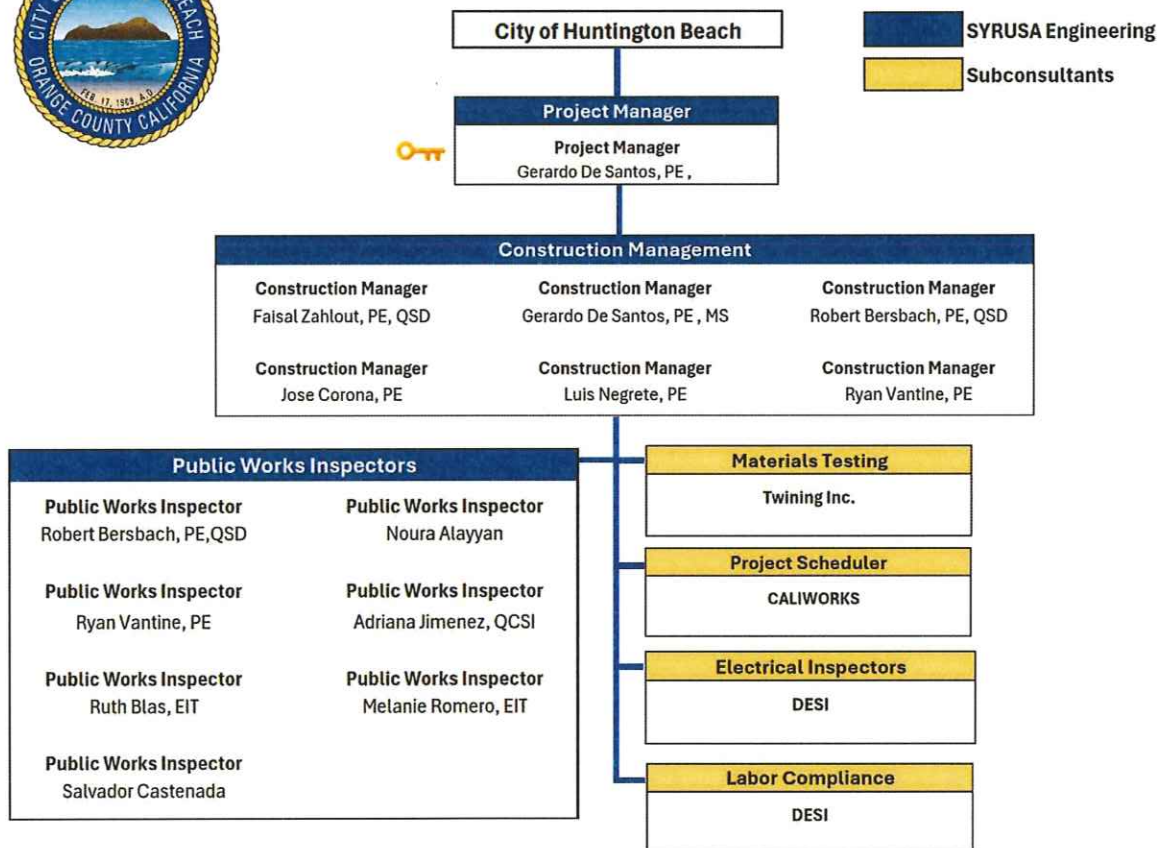 CITY O
BEACH
ORANGE COUNTY CALIFORNIA
FEB. 17, 1909, A.D.
City of Huntington Beach
SYRUSA Engineering
Subconsultants
Project Manager
Project Manager
Gerardo De Santos, PE ,
Construction Management
Construction Manager
Faisal Zahlout, PE, QSD
Construction Manager
Gerardo De Santos, PE , MS
Construction Manager
Robert Bersbach, PE, QSD
Construction Manager
Jose Corona, PE
Construction Manager
Luis Negrete, PE
Construction Manager
Ryan Vantine, PE
Public Works Inspectors
Public Works Inspector
Robert Bersbach, PE,QSD
Public Works Inspector
Noura Alayyan
Public Works Inspector
Ryan Vantine, PE
Public Works Inspector
Adriana Jimenez, QCSI
Public Works Inspector
Ruth Blas, EIT
Public Works Inspector
Melanie Romero, EIT
Public Works Inspector
Salvador Castenada
Materials Testing
Twining Inc.
Project Scheduler
CALIWORKS
Electrical Inspectors
DESI
Labor Compliance
DESI